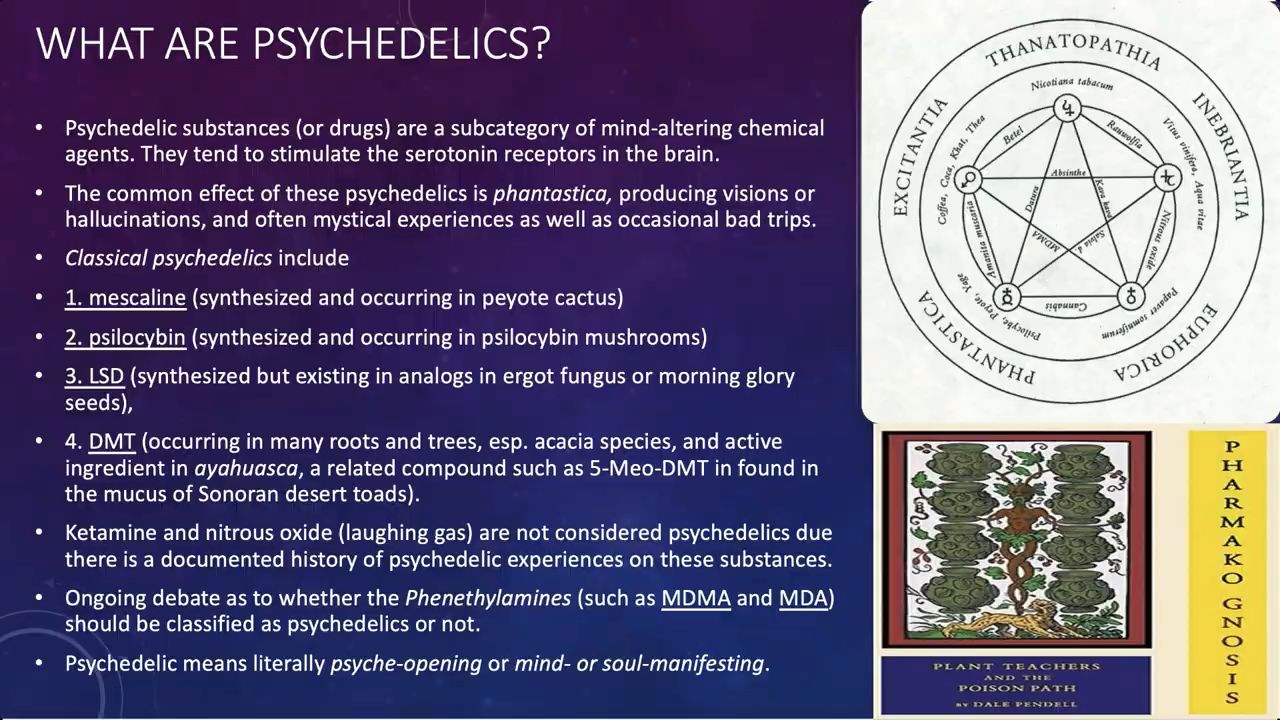 WHAT ARE PSYCHEDELICS?
• Psychedelic substances (or drugs) are a subcategory of mind-altering chemical
agents. They tend to stimulate the serotonin receptors in the brain.
• The common effect of these psychedelics is phantastica, producing visions or
hallucinations, and often mystical experiences as well as occasional bad trips.
• Classical psychedelics include
• 1. mescaline (synthesized and occurring in peyote cactus)
• 2. psilocybin (synthesized and occurring in psilocybin mushrooms)
• 3. LSD (synthesized but existing in analogs in ergot fungus or morning glory
seeds),
• 4. DMT (occurring in many roots and trees, esp. acacia species, and active
ingredient in ayahuasca, a related compound such as 5-Meo-DMT in found in
the mucus of Sonoran desert toads).
• Ketamine and nitrous oxide (laughing gas) are not considered psychedelics due
there is a documented history of psychedelic experiences on these substances.
• Ongoing debate as to whether the Phenethylamines (such as MDMA and MDA)
should be classified as psychedelics or not.
• Psychedelic means literally psyche-opening or mind- or soul-manifesting.
THANATOPATHIA
INEBRIANTIA
EUPHORICA
PHANTASTICA
EXCITANTIA
Nicotiana tabacum
Vitus vinifera, Aqua vitae
Papaver somniferum
Psilocybe, Peyote, Yage
Coffea, Coca, Khat, Thea
Betel
Rauwolfia
Absinthe
Datura
Kava kava
Amanita muscaria
MDMA
Salvia d.
Nitrous oxide
Cannabis
PHARMAKO GNOSIS
PLANT TEACHERS
AND THE
POISON PATH
BY DALE PENDELL